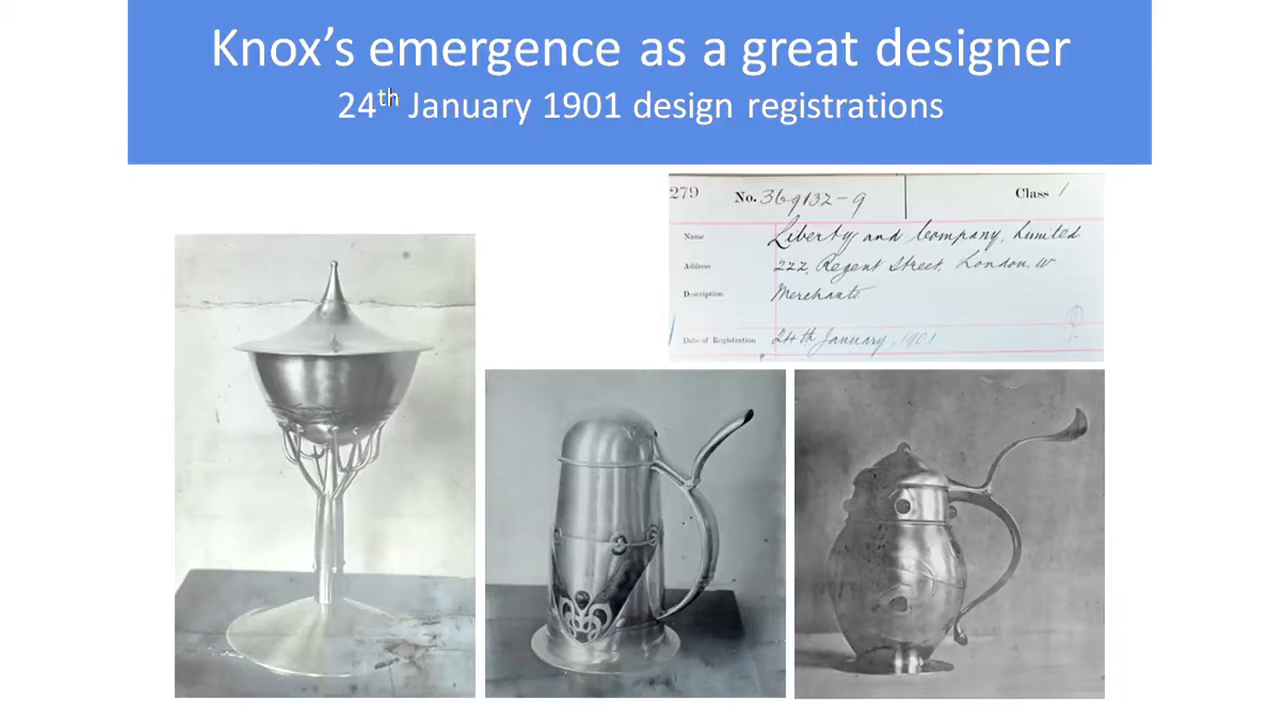 Knox’s emergence as a great designer
24th January 1901 design registrations
279 No. 369132-9 Class 1
Name Liberty and Company, Limited
Address 222, Regent Street, London, W
Description Merchants
Date of Registration 24th January, 1901